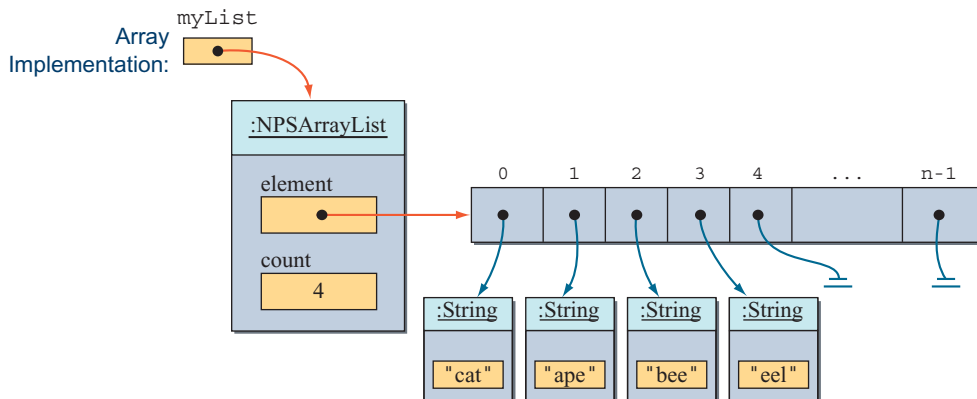 myList
Array
Implementation:
:NPSArrayList
element
count
4
0 1 2 3 4 ... n-1
:String :String :String :String
"cat" "ape" "bee" "eel"